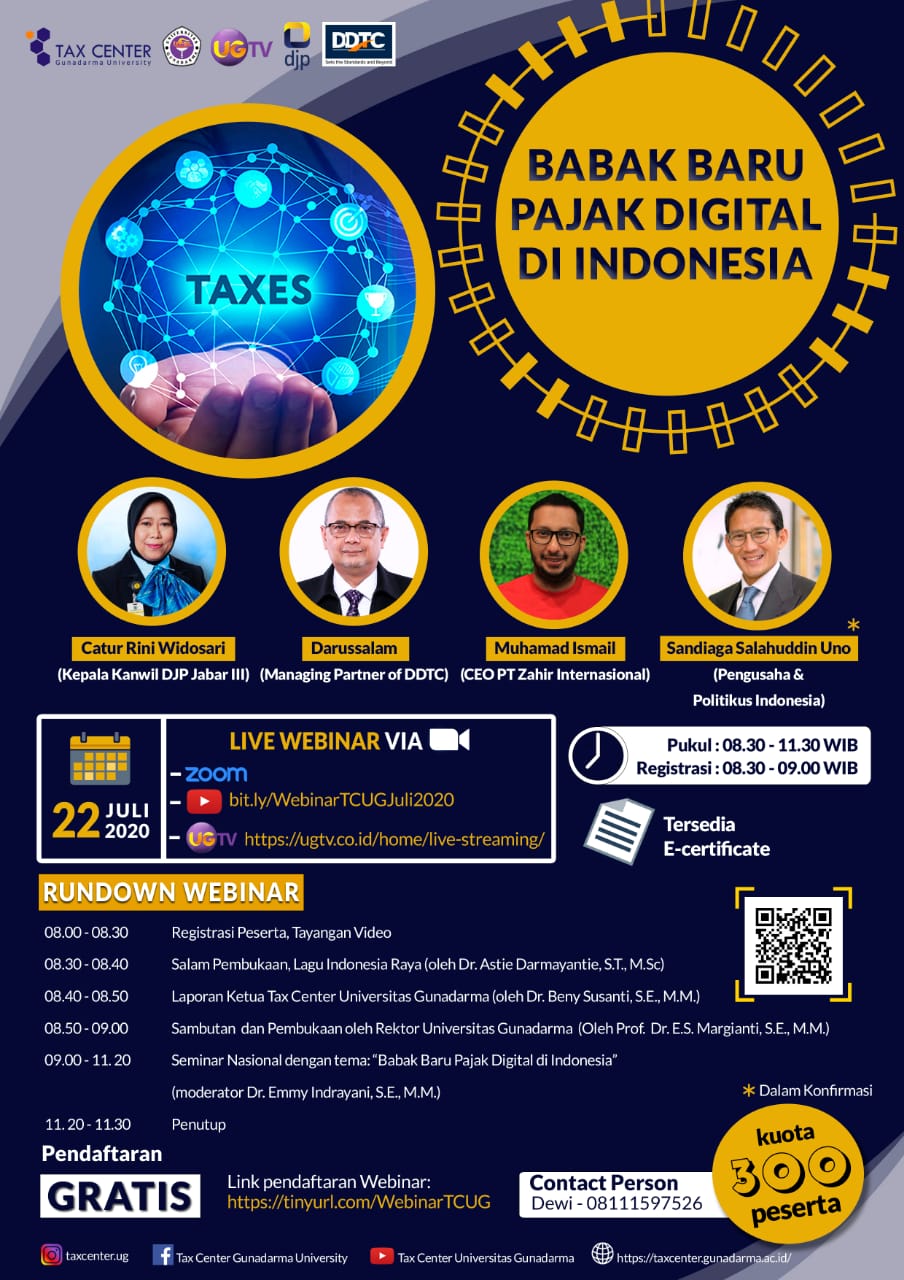 TAX CENTER
Gunadarma University
UGTV
djp
DDTC
Sets the Standards and Beyond
BABAK BARU
PAJAK DIGITAL
DI INDONESIA
TAXES
Catur Rini Widosari
(Kepala Kanwil DJP Jabar III)
Darussalam
(Managing Partner of DDTC)
Muhamad Ismail
(CEO PT Zahir Internasional)
*
Sandiaga Salahuddin Uno
(Pengusaha &
Politikus Indonesia)
22 JULI
2020
LIVE WEBINAR VIA
- zoom
- bit.ly/WebinarTCUGJuli2020
- UGTV https://ugtv.co.id/home/live-streaming/
Pukul : 08.30 - 11.30 WIB
Registrasi : 08.30 - 09.00 WIB
Tersedia
E-certificate
RUNDOWN WEBINAR
08.00 - 08.30 Registrasi Peserta, Tayangan Video
08.30 - 08.40 Salam Pembukaan, Lagu Indonesia Raya (oleh Dr. Astie Darmayantie, S.T., M.Sc)
08.40 - 08.50 Laporan Ketua Tax Center Universitas Gunadarma (oleh Dr. Beny Susanti, S.E., M.M.)
08.50 - 09.00 Sambutan dan Pembukaan oleh Rektor Universitas Gunadarma (Oleh Prof. Dr. E.S. Margianti, S.E., M.M.)
09.00 - 11. 20 Seminar Nasional dengan tema: “Babak Baru Pajak Digital di Indonesia”
(moderator Dr. Emmy Indrayani, S.E., M.M.)
11. 20 - 11.30 Penutup
* Dalam Konfirmasi
Pendaftaran
GRATIS
Link pendaftaran Webinar:
https://tinyurl.com/WebinarTCUG
Contact Person
Dewi - 08111597526
kuota
300
peserta
taxcenter.ug
Tax Center Gunadarma University
Tax Center Universitas Gunadarma
https://taxcenter.gunadarma.ac.id/